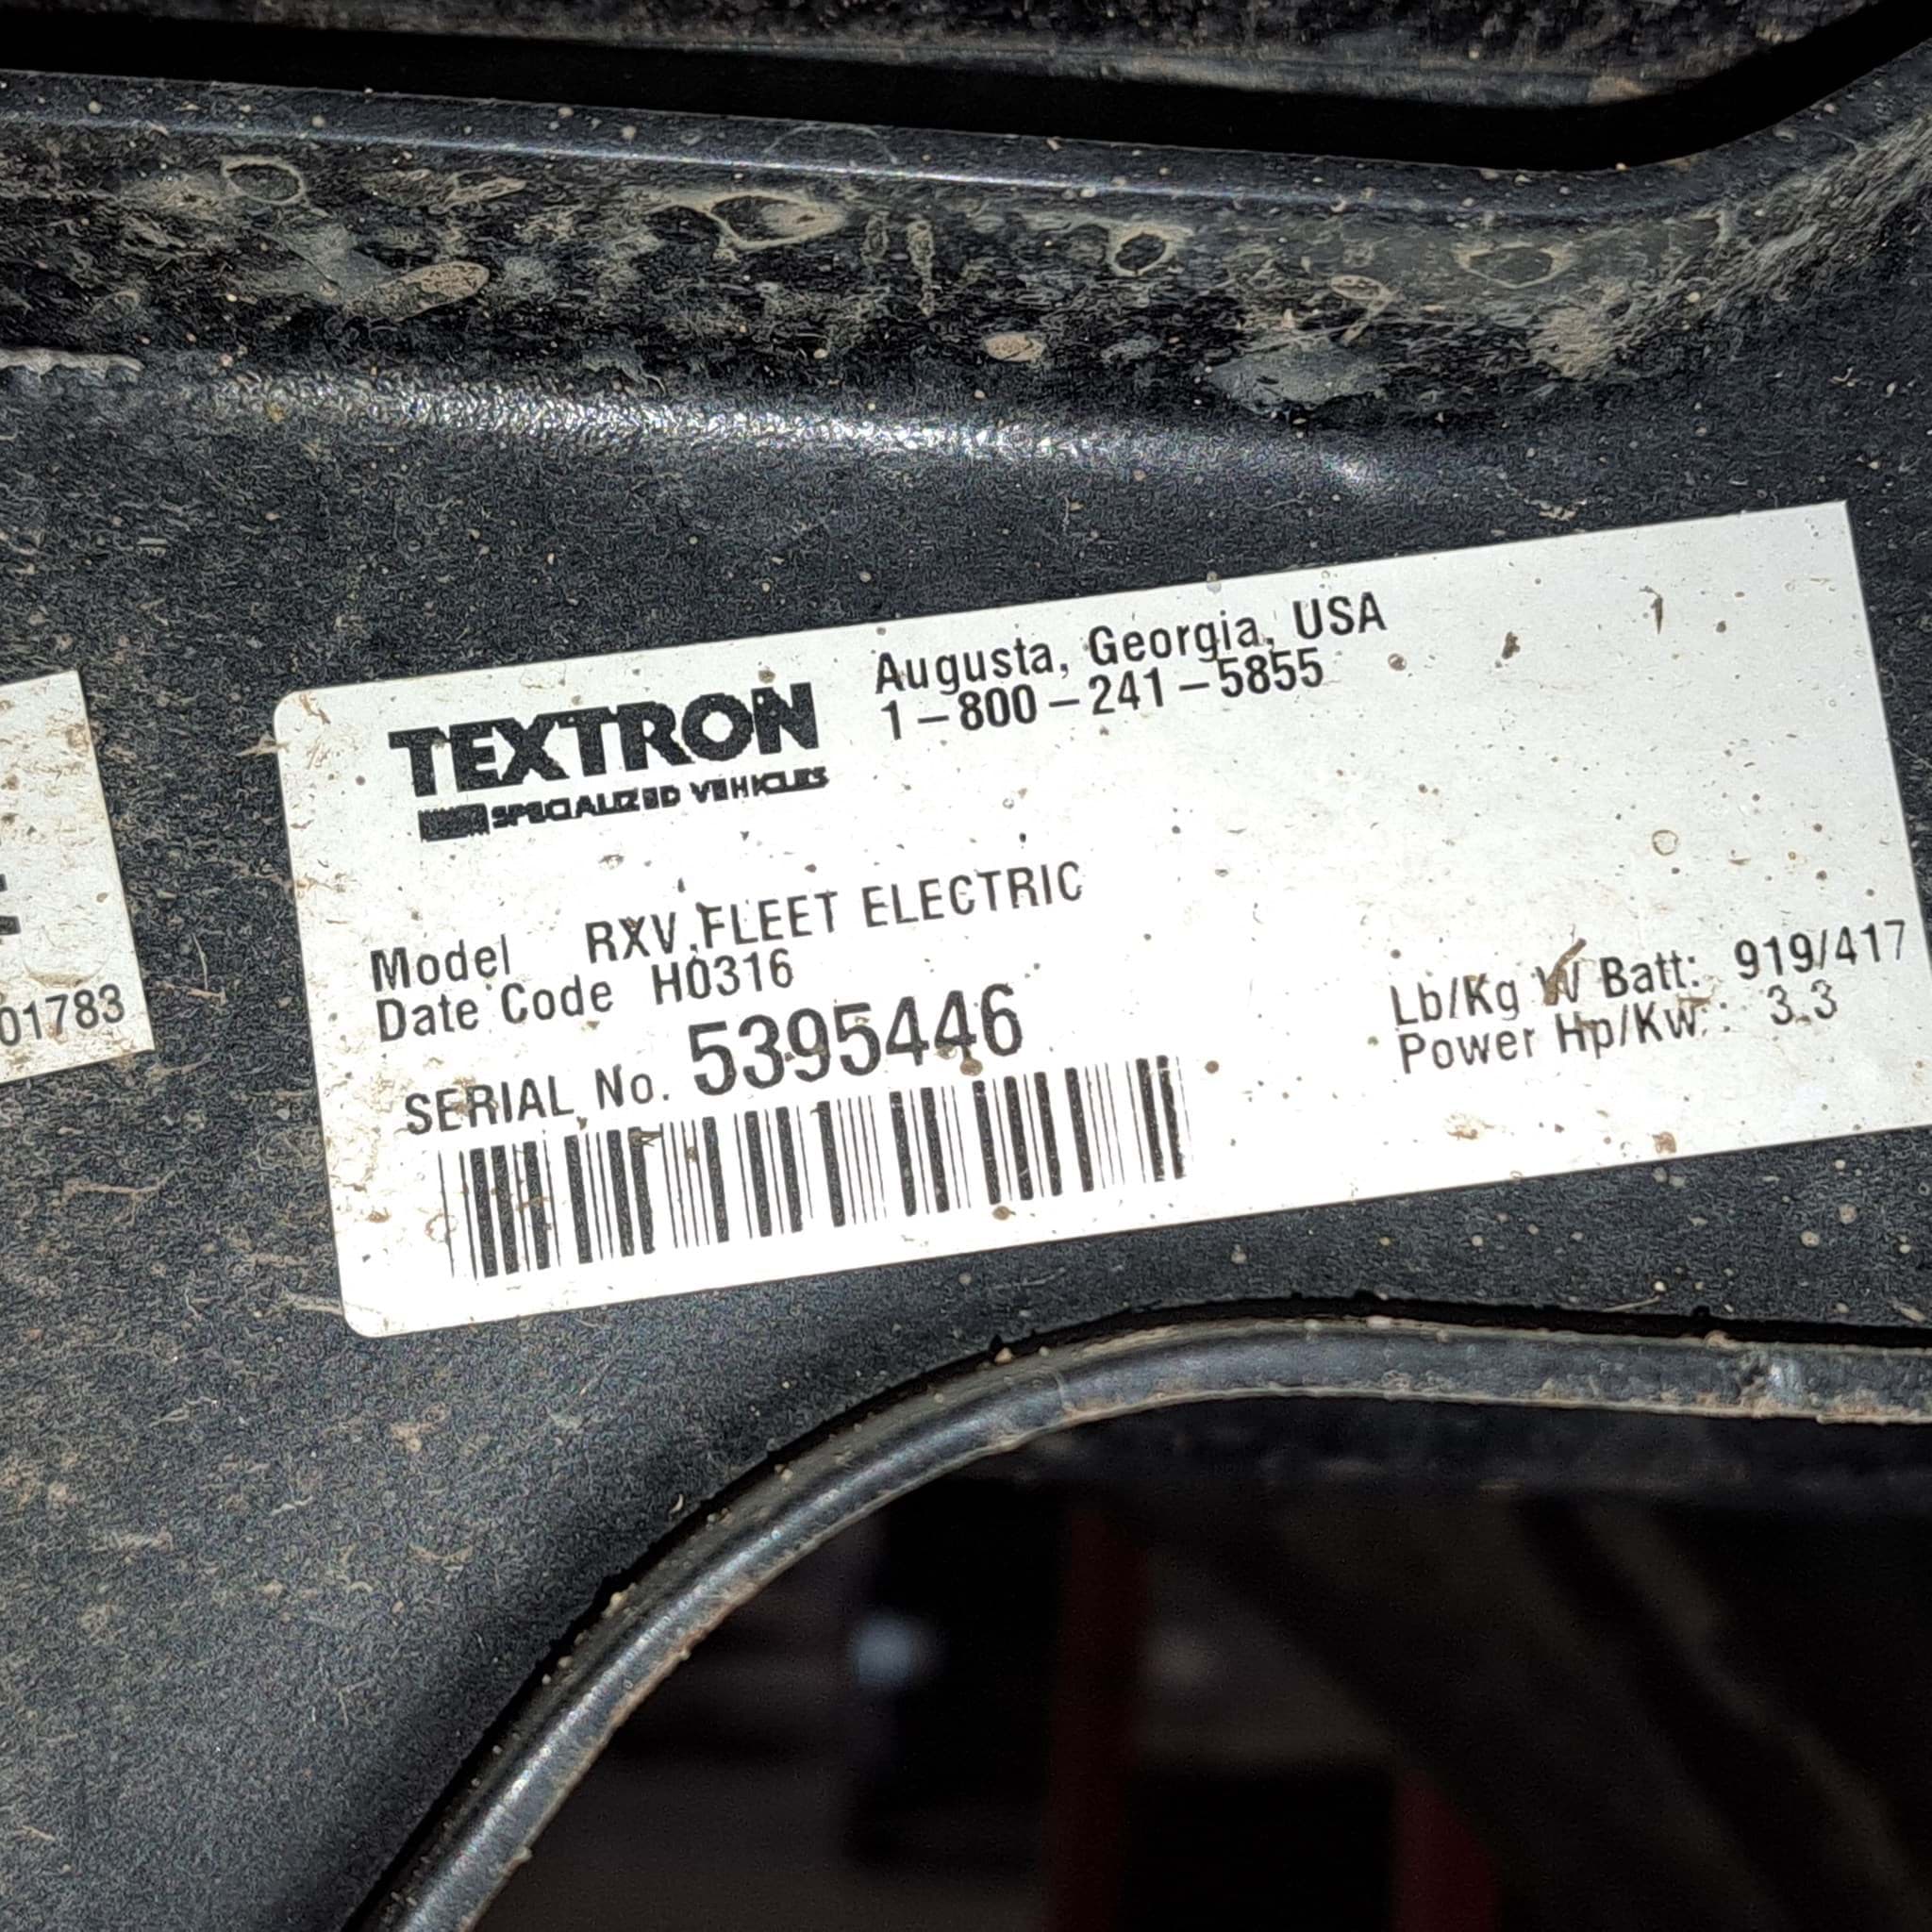 TEXTRON
SPECIALIZED VEHICLES
Augusta, Georgia, USA
1-800-241-5855
Model RXV FLEET ELECTRIC
Date Code H0316
SERIAL No. 5395446
Lb/Kg W Batt: 919/417
Power Hp/Kw.: 3.3
01783